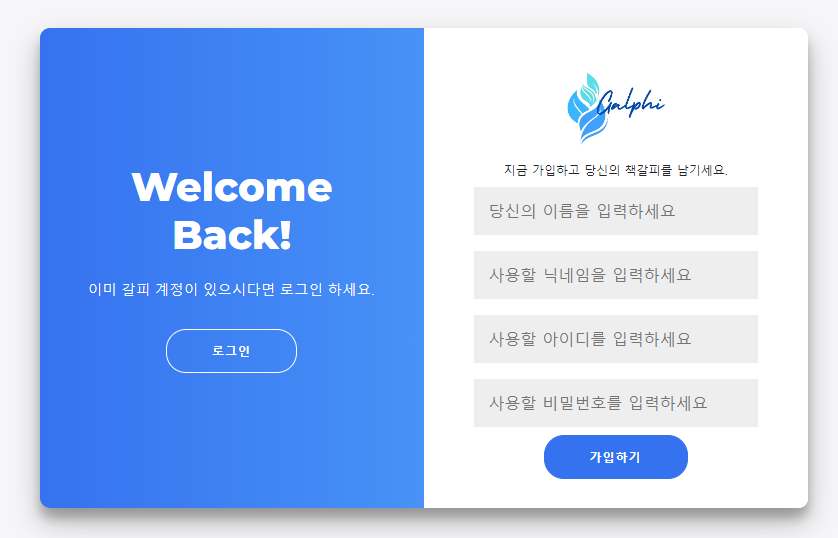 Welcome
Back!
이미 갈피 계정이 있으시다면 로그인 하세요.
로그인
Galphi
지금 가입하고 당신의 책갈피를 남기세요.
당신의 이름을 입력하세요
사용할 닉네임을 입력하세요
사용할 아이디를 입력하세요
사용할 비밀번호를 입력하세요
가입하기